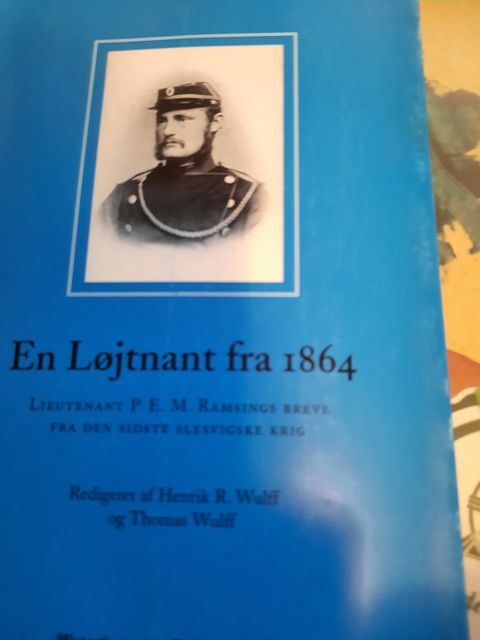 En Løjtnant fra 1864
Lieutenant P. E. M. Ramsings breve
fra den sidste slesvigske krig
Redigeret af Henrik R. Wulff
og Thomas Wulff